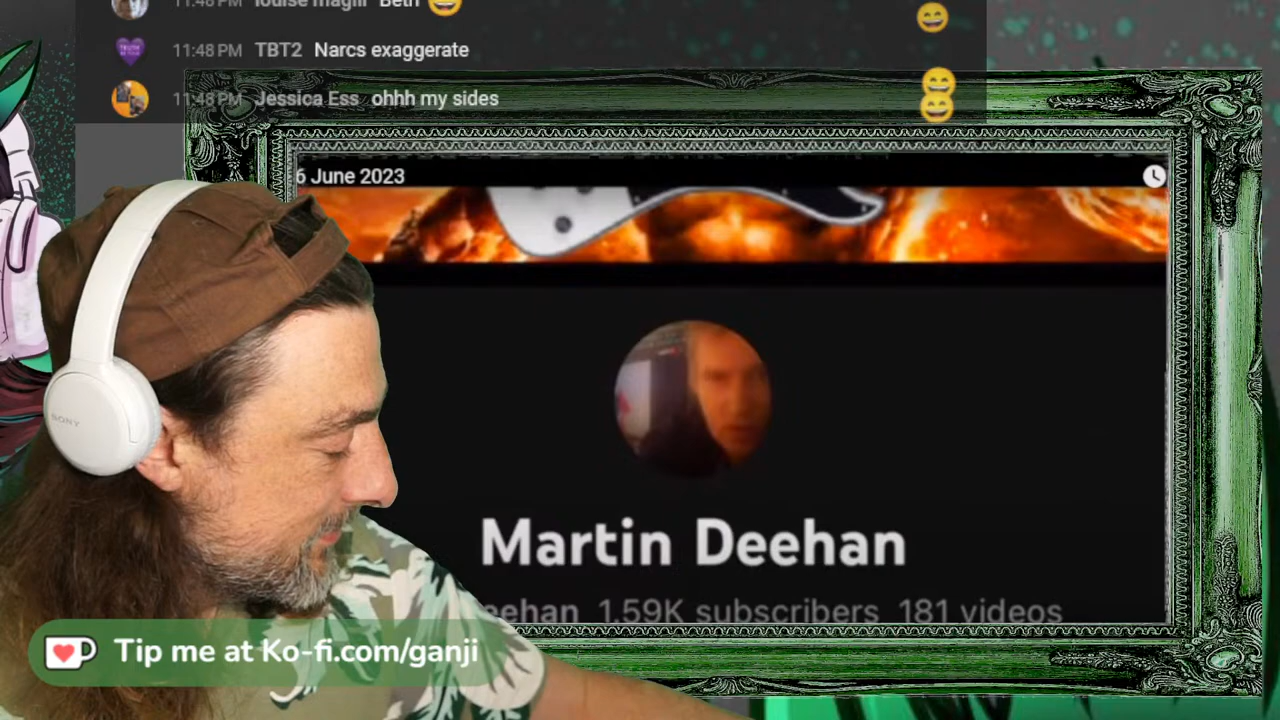 11:48 PM louise magill Beth 😄
😄
11:48 PM TBT2 Narcs exaggerate
11:48 PM Jessica Ess ohhh my sides
6 June 2023
SONY
Martin Deehan
eehan 1.59K subscribers 181 videos
Tip me at Ko-fi.com/ganji